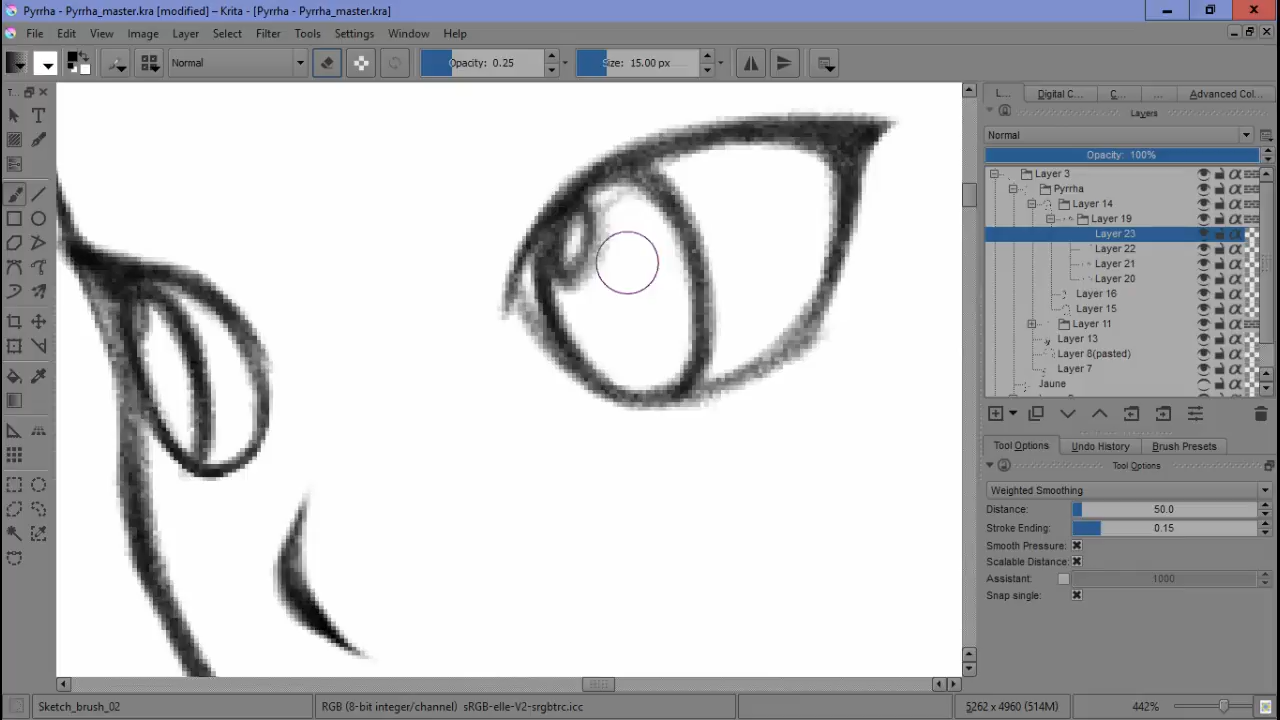 Pyrrha - Pyrrha_master.kra [modified] – Krita - [Pyrrha - Pyrrha_master.kra]
File Edit View Image Layer Select Filter Tools Settings Window Help
Normal
Opacity: 0.25
Size: 15.00 px
T...
L...
Digital C...
C...
...
Advanced Col...
Layers
Normal
Opacity: 100%
Layer 3
Pyrrha
Layer 14
Layer 19
Layer 23
Layer 22
Layer 21
Layer 20
Layer 16
Layer 15
Layer 11
Layer 13
Layer 8(pasted)
Layer 7
Jaune
Tool Options
Undo History
Brush Presets
Tool Options
Weighted Smoothing
Distance: 50.0
Stroke Ending: 0.15
Smooth Pressure:
Scalable Distance:
Assistant: 1000
Snap single:
Sketch_brush_02
RGB (8-bit integer/channel) sRGB-elle-V2-srgbtrc.icc
5262 x 4960 (514M)
442%